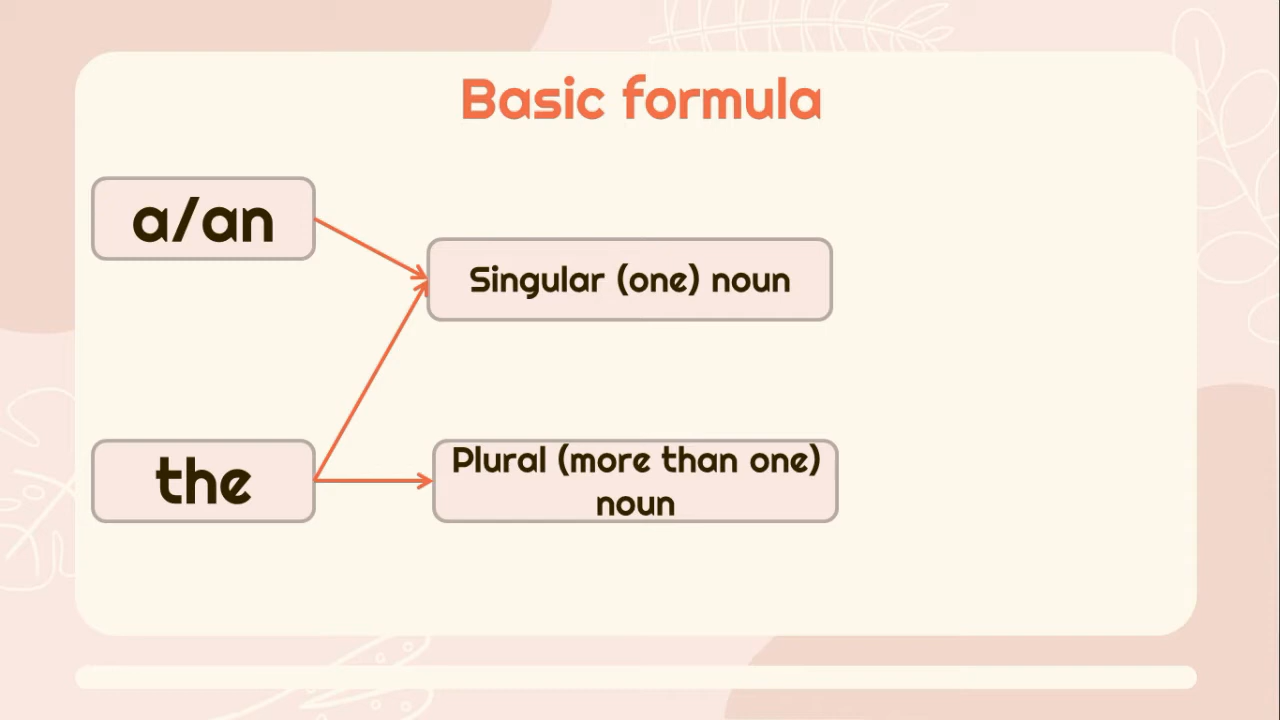 Basic formula
a/an
Singular (one) noun
the
Plural (more than one)
noun